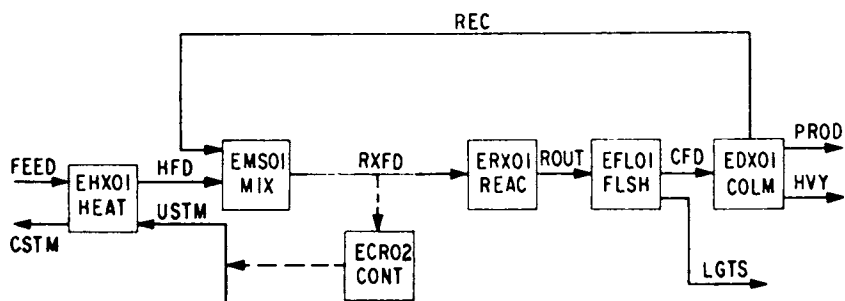 REC
FEED
EHX01
HEAT
HFD
USTM
CSTM
EMS01
MIX
RXFD
ECR02
CONT
ERX01
REAC
ROUT
EFL01
FLSH
CFD
LGTS
EDX01
COLM
PROD
HVY